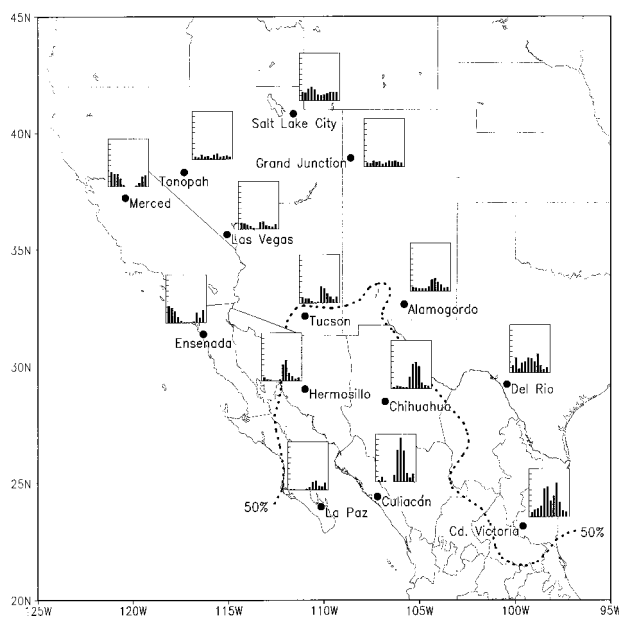 45N
Salt Lake City
40N
Grand Junction
Tonopah
Merced
Las Vegas
35N
Alamogordo
Tucson
Ensenada
30N
Hermosillo
Chihuahua
Del Rio
25N
50%
La Paz
Culiacán
Cd. Victoria
50%
20N
125W
120W
115W
110W
105W
100W
95W